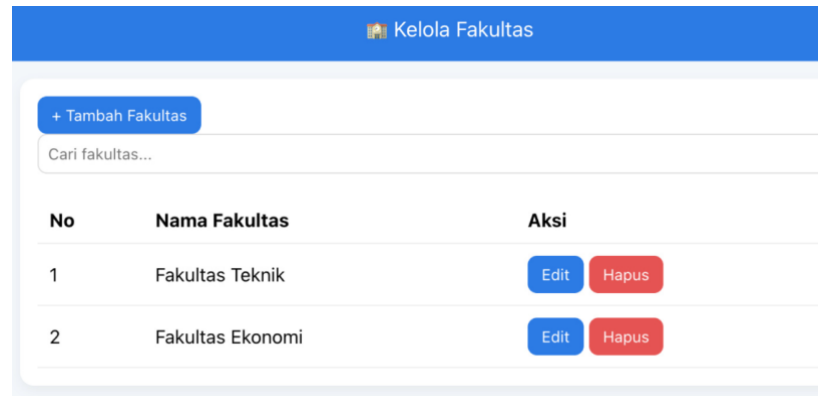 🏫 Kelola Fakultas
+ Tambah Fakultas
Cari fakultas...
No Nama Fakultas Aksi
1 Fakultas Teknik Edit Hapus
2 Fakultas Ekonomi Edit Hapus